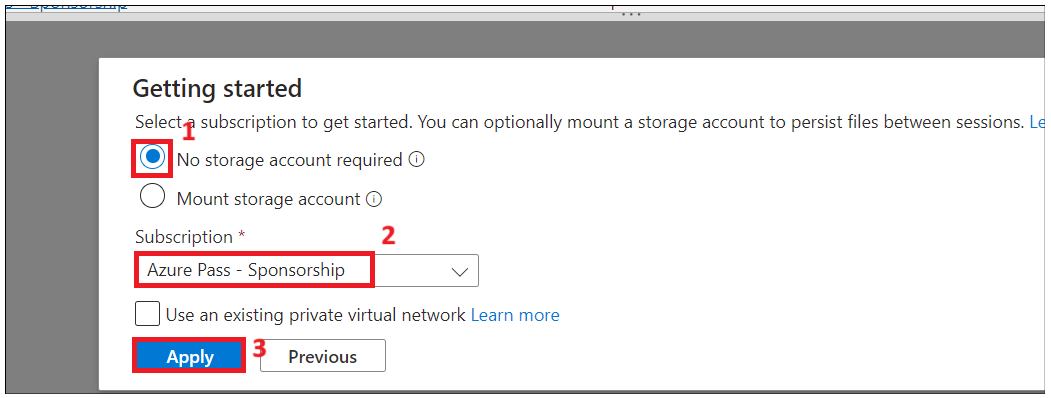 Sponsorship
Getting started
Select a subscription to get started. You can optionally mount a storage account to persist files between sessions. Le
1
No storage account required
Mount storage account
Subscription *
2
Azure Pass - Sponsorship
Use an existing private virtual network Learn more
Apply
3
Previous